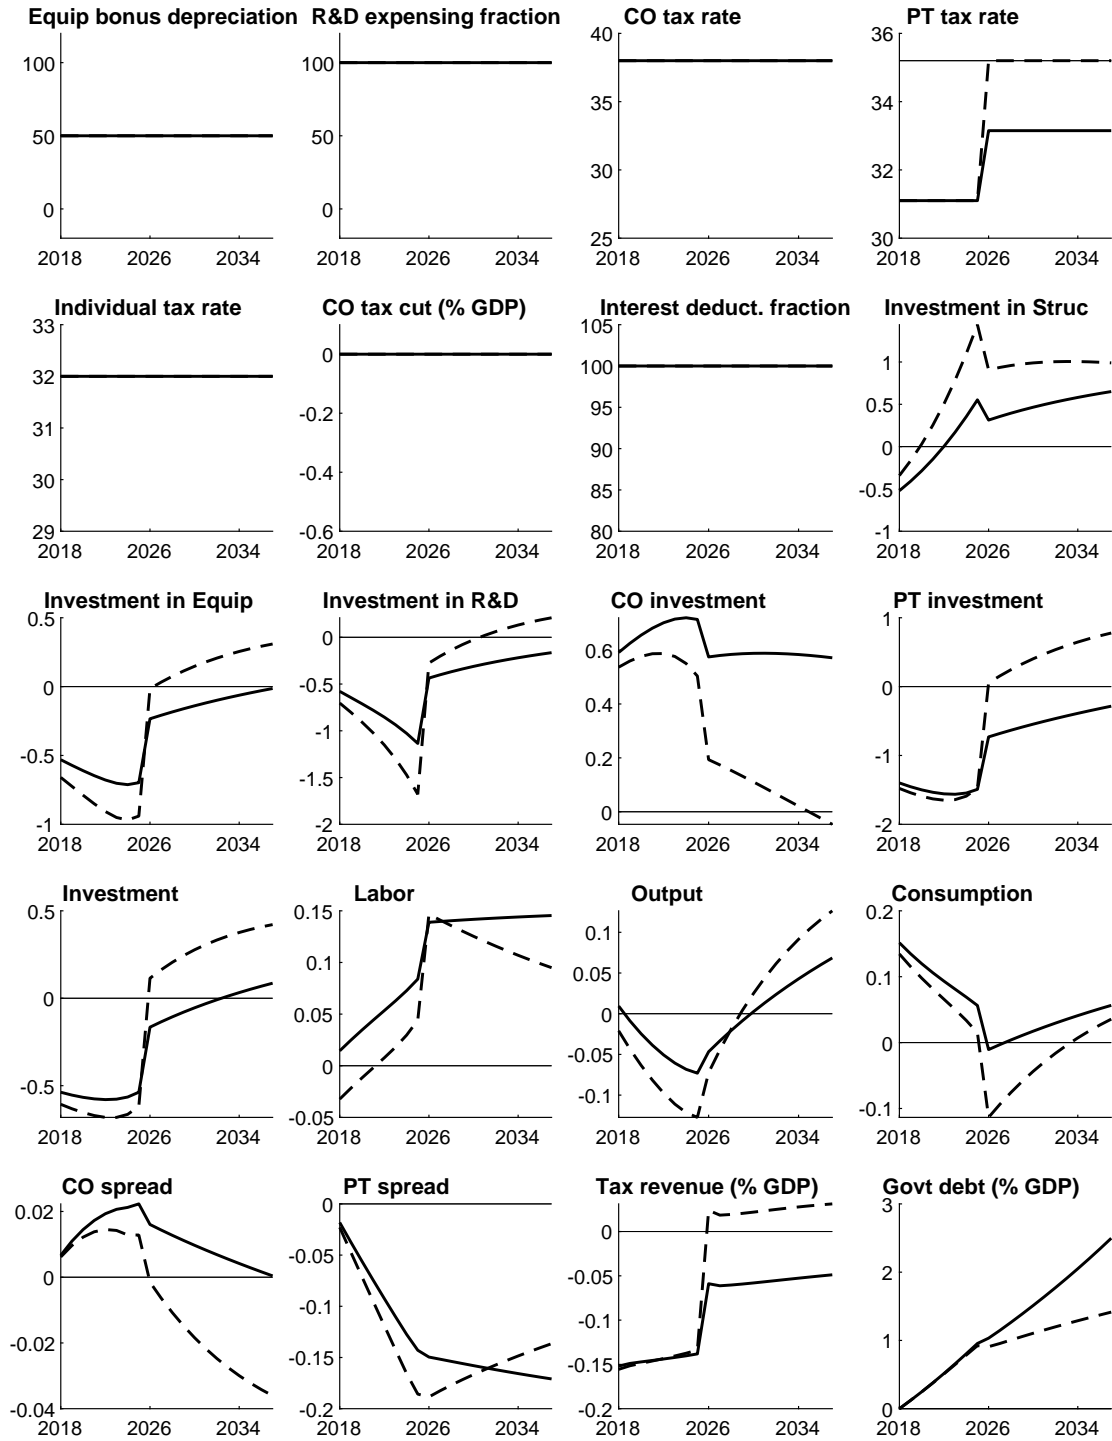 Equip bonus depreciation R&D expensing fraction CO tax rate PT tax rate
100 100 40 36
50 50 35 34
0 0 30 32
25 30
2018 2026 2034 2018 2026 2034 2018 2026 2034 2018 2026 2034
Individual tax rate CO tax cut (% GDP) Interest deduct. fraction Investment in Struc
33 0 105 1
32 -0.2 100 0.5
31 -0.4 95 0
30 -0.6 90 -0.5
29 85 -1
80
2018 2026 2034 2018 2026 2034 2018 2026 2034 2018 2026 2034
Investment in Equip Investment in R&D CO investment PT investment
0.5 0 0.6 1
0 -0.5 0.4 0
-0.5 -1 0.2 -1
-1 -1.5 0 -2
-2
2018 2026 2034 2018 2026 2034 2018 2026 2034 2018 2026 2034
Investment Labor Output Consumption
0.5 0.15 0.1 0.2
0 0.1 0.05 0.1
-0.5 0.05 0 0
0 -0.05 -0.1
-0.05 -0.1
2018 2026 2034 2018 2026 2034 2018 2026 2034 2018 2026 2034
CO spread PT spread Tax revenue (% GDP) Govt debt (% GDP)
0.02 0 0 3
0 -0.05 -0.05 2
-0.02 -0.1 -0.1 1
-0.04 -0.15 -0.15 0
-0.2 -0.2
2018 2026 2034 2018 2026 2034 2018 2026 2034 2018 2026 2034